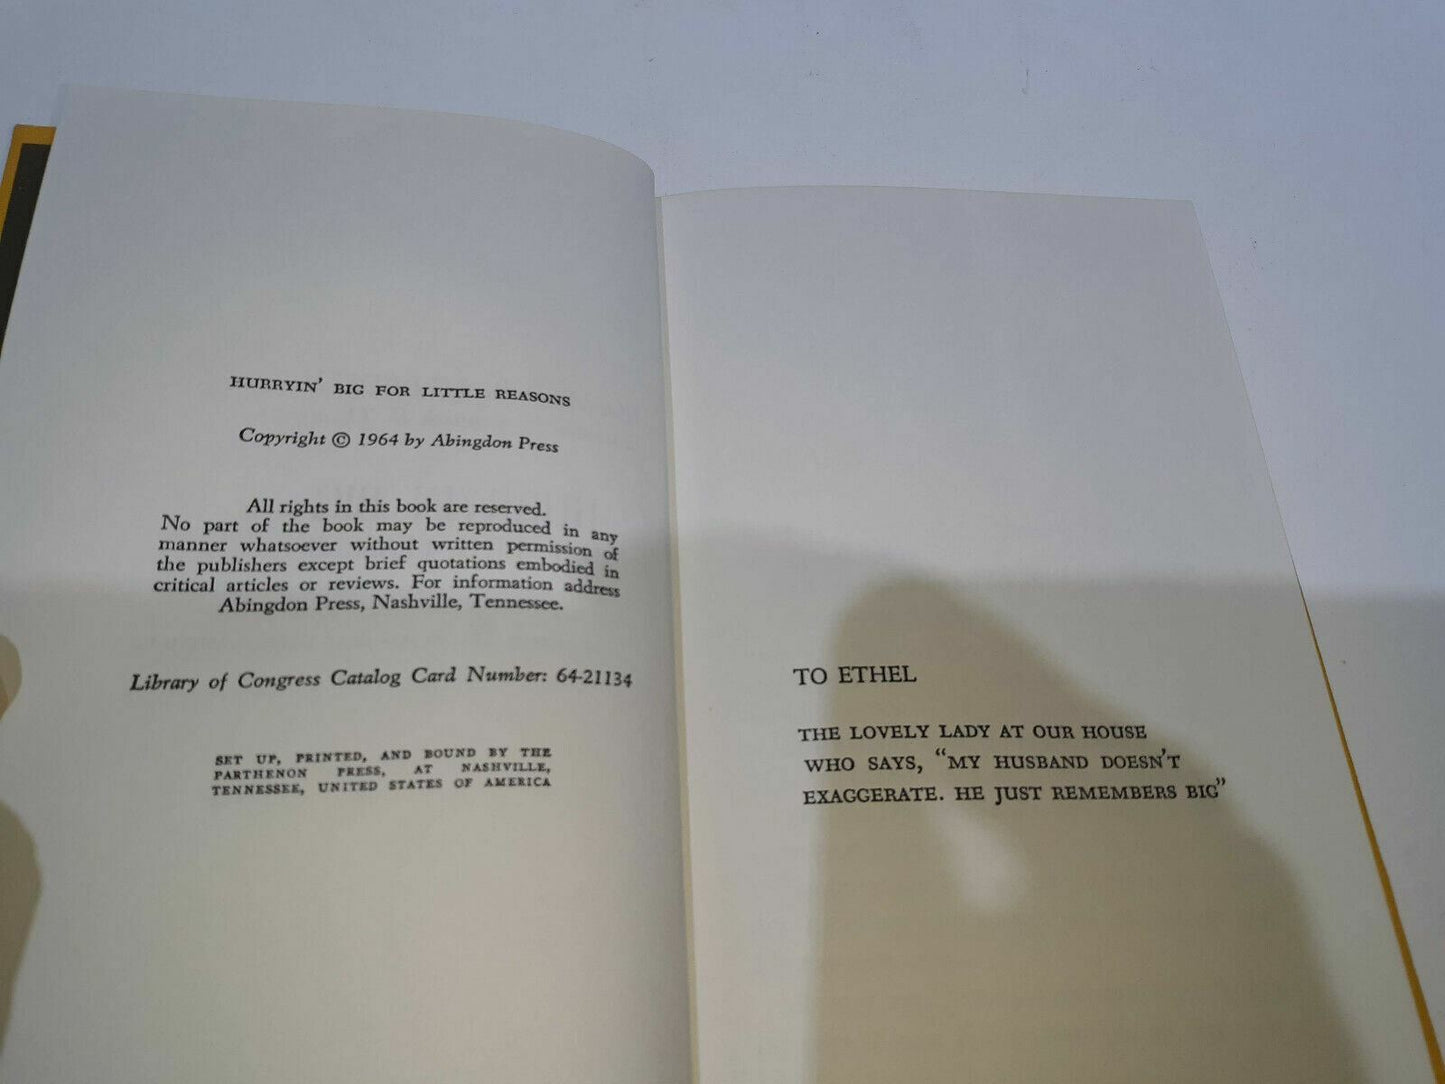 HURRYIN' BIG FOR LITTLE REASONS
Copyright © 1964 by Abingdon Press
All rights in this book are reserved.
No part of the book may be reproduced in any
manner whatsoever without written permission of
the publishers except brief quotations embodied in
critical articles or reviews. For information address
Abingdon Press, Nashville, Tennessee.
Library of Congress Catalog Card Number: 64-21134
SET UP, PRINTED, AND BOUND BY THE
PARTHENON PRESS, AT NASHVILLE,
TENNESSEE, UNITED STATES OF AMERICA
TO ETHEL
THE LOVELY LADY AT OUR HOUSE
WHO SAYS, "MY HUSBAND DOESN'T
EXAGGERATE. HE JUST REMEMBERS BIG"